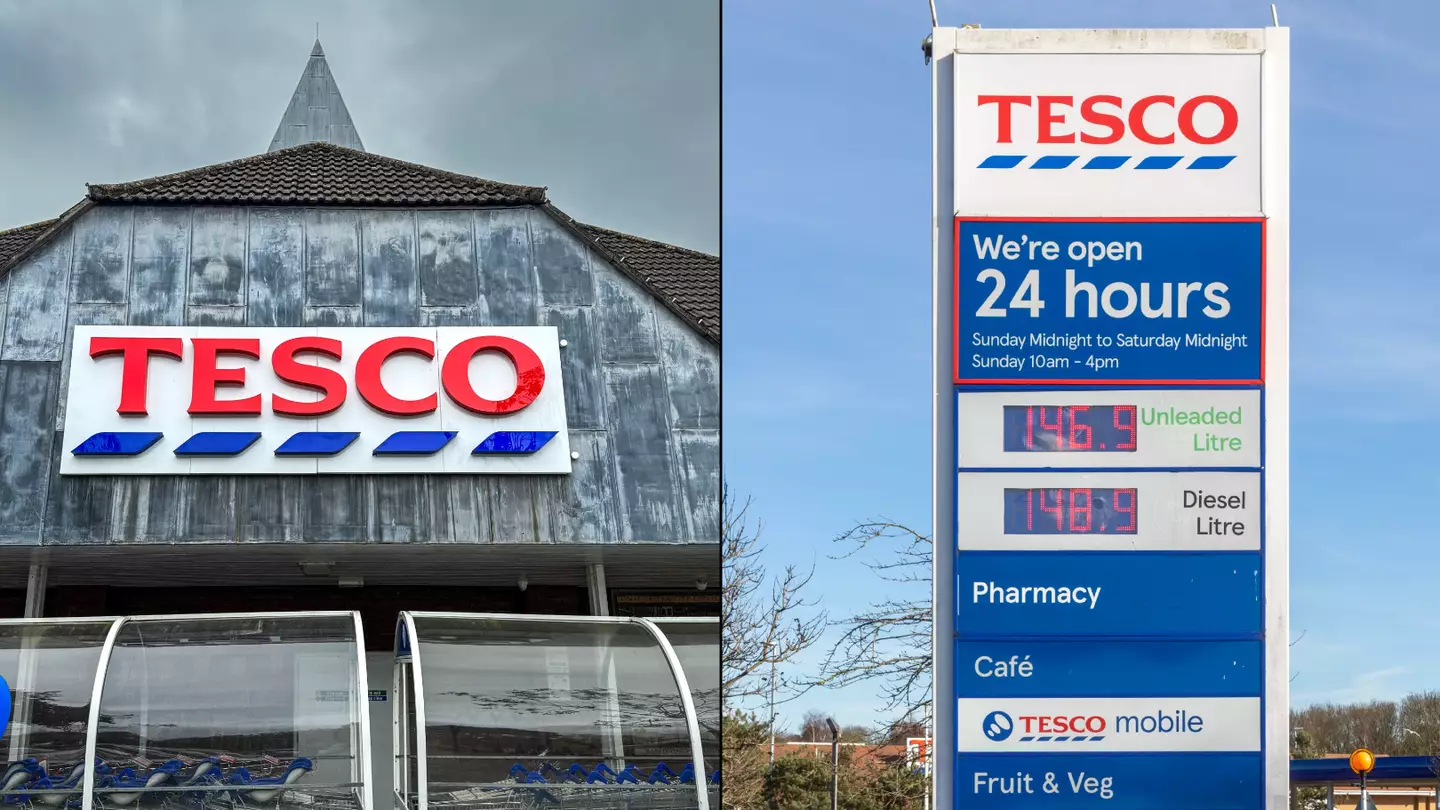 TESCO
TESCO
We're open
24 hours
Sunday Midnight to Saturday Midnight
Sunday 10am - 4pm
146.9
Unleaded
Litre
148.9
Diesel
Litre
Pharmacy
Café
TESCO mobile
Fruit & Veg